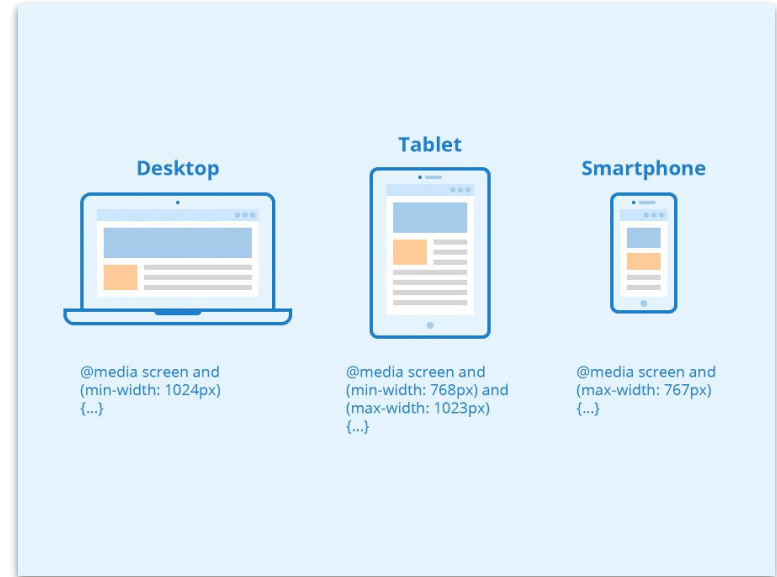 Desktop
Tablet
Smartphone
@media screen and
(min-width: 1024px)
{...}
@media screen and
(min-width: 768px) and
(max-width: 1023px)
{...}
@media screen and
(max-width: 767px)
{...}